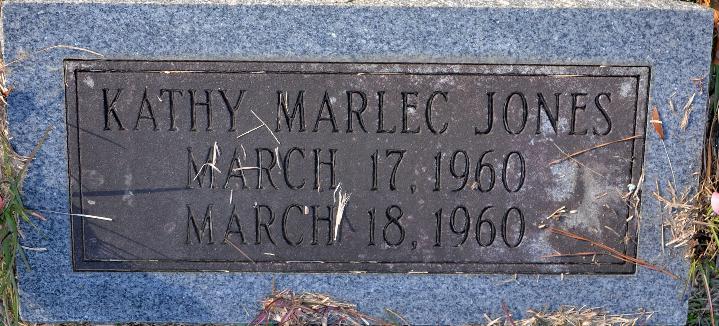 KATHY MARLEC JONES
MARCH 17, 1960
MARCH 18, 1960